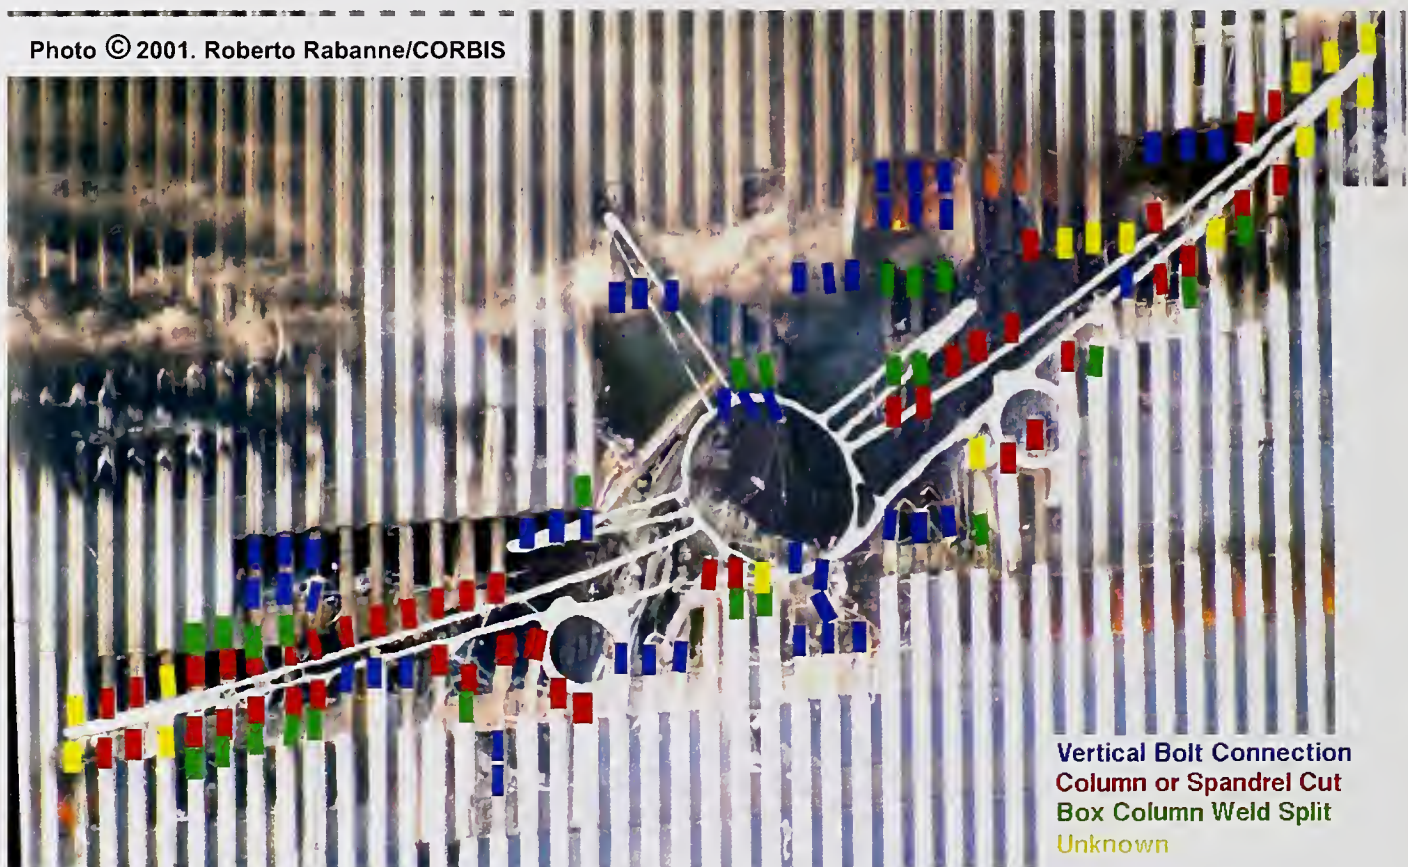 Photo © 2001. Roberto Rabanne/CORBIS
Vertical Bolt Connection
Column or Spandrel Cut
Box Column Weld Split
Unknown